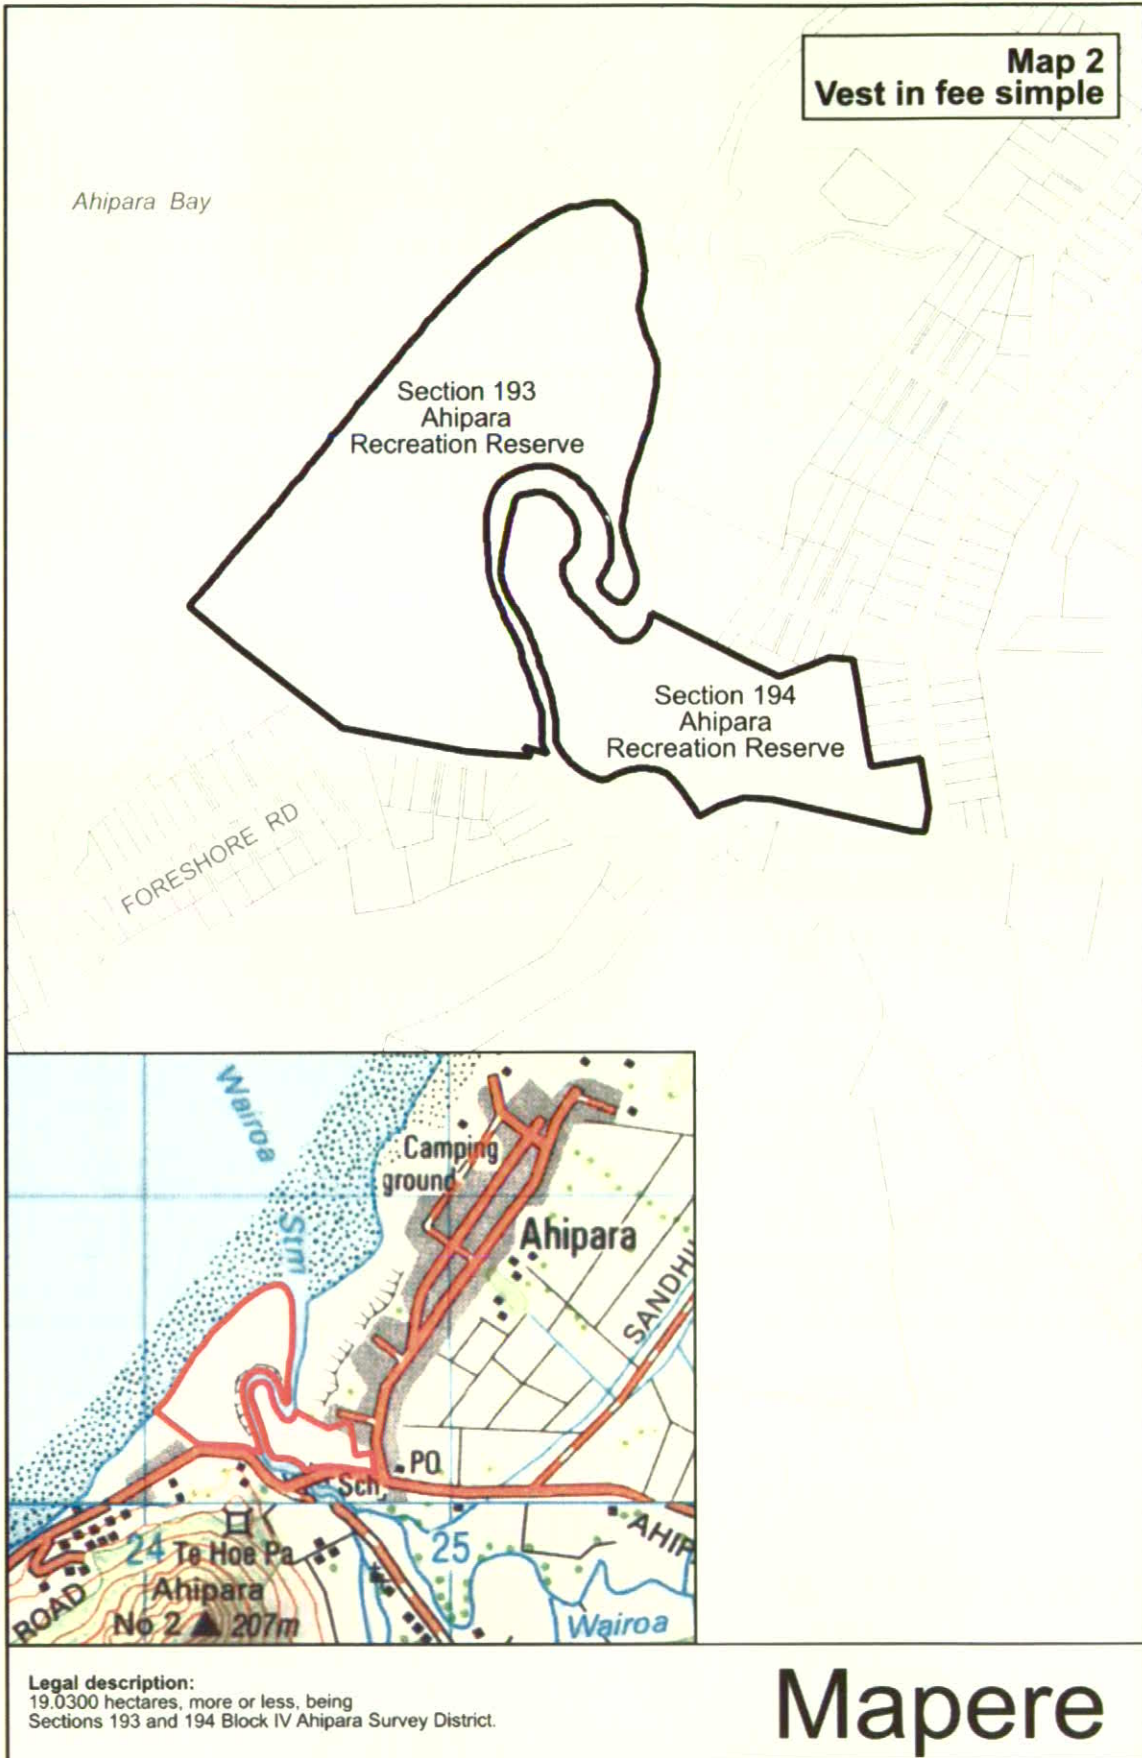 Map 2
Vest in fee simple
Ahipara Bay
Section 193
Ahipara
Recreation Reserve
Section 194
Ahipara
Recreation Reserve
FORESHORE RD
Wairoa
Stm
Camping
ground
Ahipara
SANDHI
PO
Sch
24
Te Hoe Pa
25
AHIP
Ahipara
No 2 ▲ 207m
ROAD
Wairoa
Legal description:
19.0300 hectares, more or less, being
Sections 193 and 194 Block IV Ahipara Survey District.
Mapere